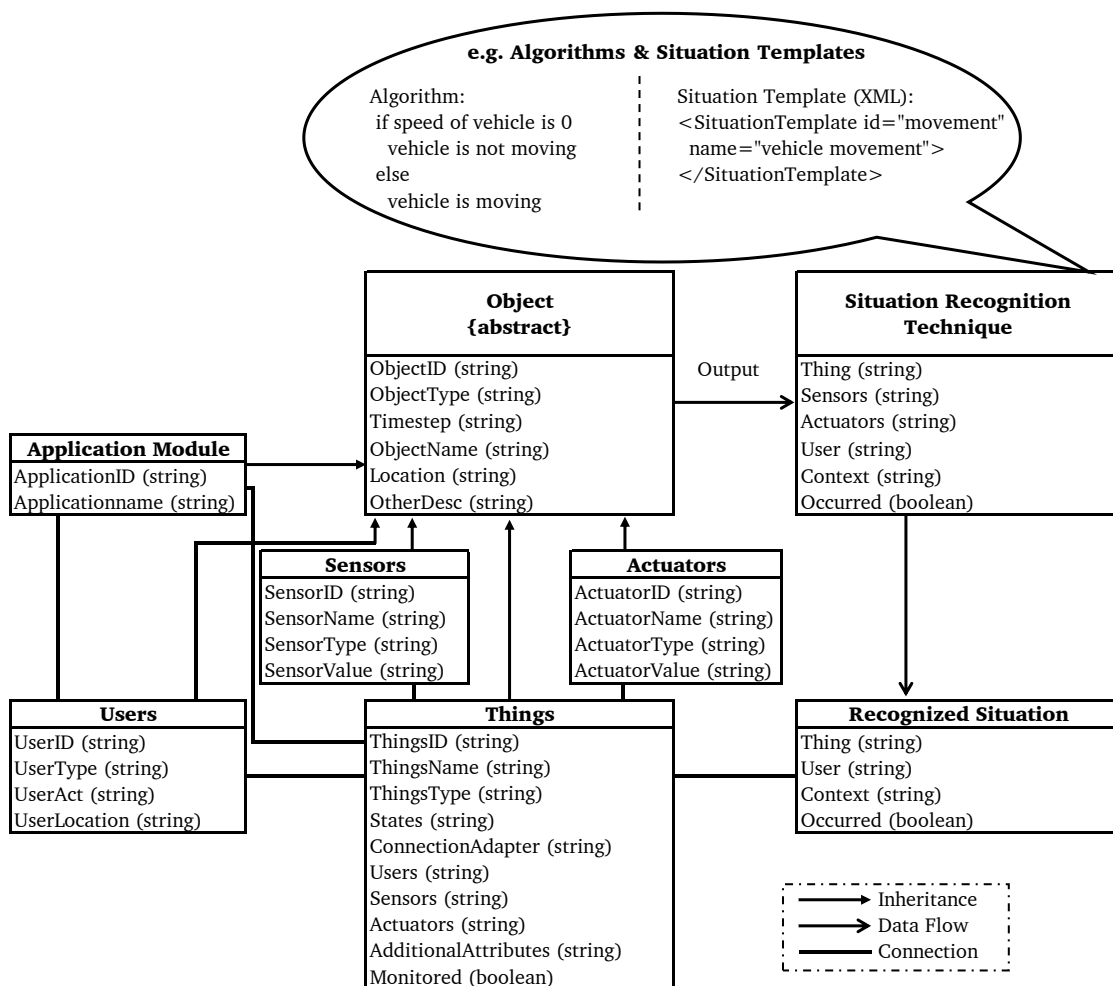 e.g. Algorithms & Situation Templates
Algorithm:
if speed of vehicle is 0
vehicle is not moving
else
vehicle is moving
Situation Template (XML):
<SituationTemplate id="movement"
name="vehicle movement">
</SituationTemplate>
Object
{abstract}
ObjectID (string)
ObjectType (string)
Timestep (string)
ObjectName (string)
Location (string)
OtherDesc (string)
Output
Situation Recognition
Technique
Thing (string)
Sensors (string)
Actuators (string)
User (string)
Context (string)
Occurred (boolean)
Application Module
ApplicationID (string)
Applicationname (string)
Sensors
SensorID (string)
SensorName (string)
SensorType (string)
SensorValue (string)
Actuators
ActuatorID (string)
ActuatorName (string)
ActuatorType (string)
ActuatorValue (string)
Users
UserID (string)
UserType (string)
UserAct (string)
UserLocation (string)
Things
ThingsID (string)
ThingsName (string)
ThingsType (string)
States (string)
ConnectionAdapter (string)
Users (string)
Sensors (string)
Actuators (string)
AdditionalAttributes (string)
Monitored (boolean)
Recognized Situation
Thing (string)
User (string)
Context (string)
Occurred (boolean)
Inheritance
Data Flow
Connection